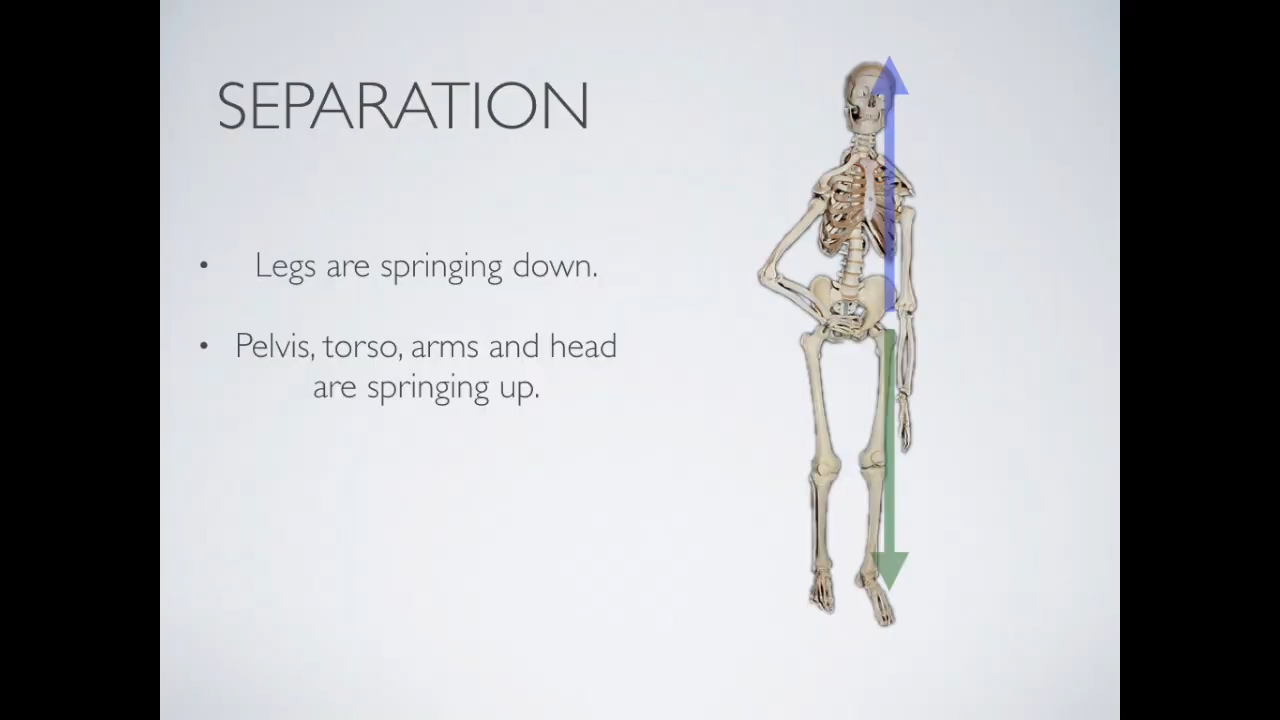 SEPARATION
• Legs are springing down.
• Pelvis, torso, arms and head
are springing up.